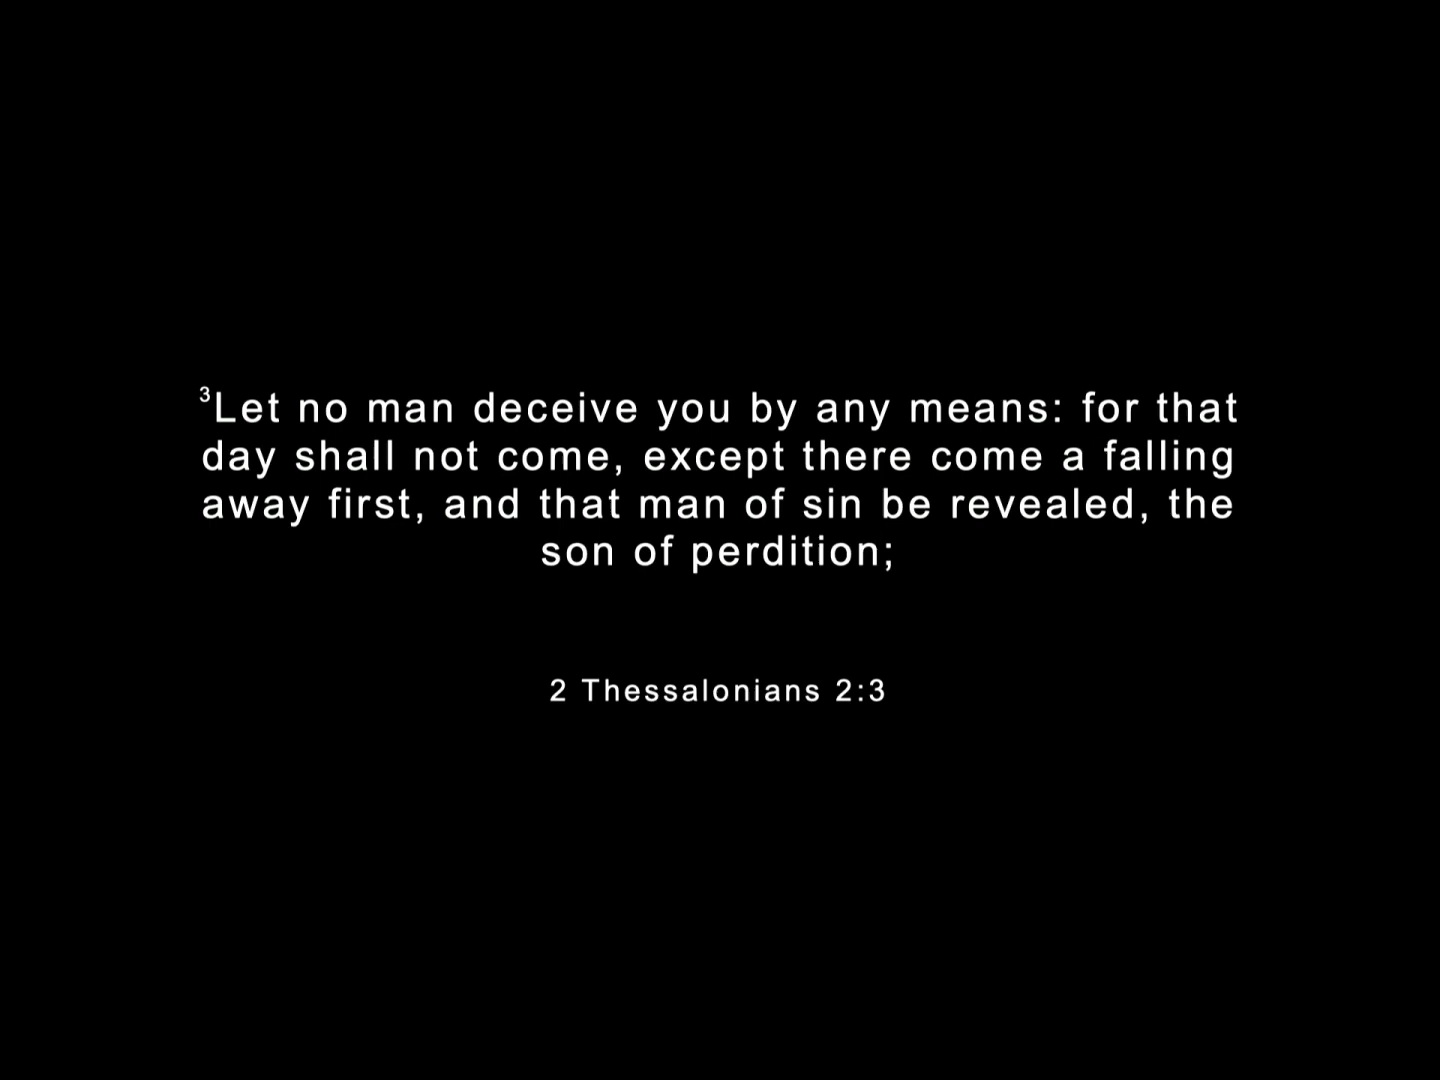 ³Let no man deceive you by any means: for that
day shall not come, except there come a falling
away first, and that man of sin be revealed, the
son of perdition;
2 Thessalonians 2:3